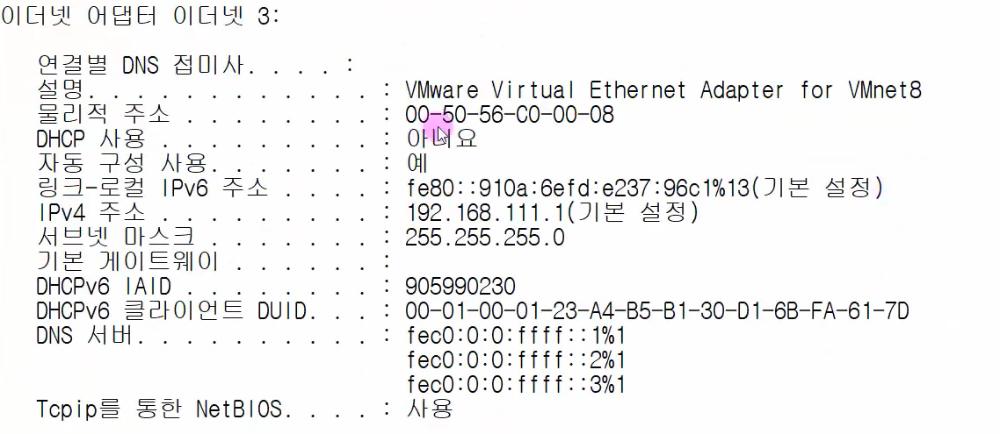 이더넷 어댑터 이더넷 3:
연결별 DNS 접미사. . . . :
설명. . . . . . . . . . . . : VMware Virtual Ethernet Adapter for VMnet8
물리적 주소 . . . . . . . . : 00-50-56-C0-00-08
DHCP 사용 . . . . . . . . . : 아니요
자동 구성 사용. . . . . . . : 예
링크-로컬 IPv6 주소 . . . . : fe80::910a:6efd:e237:96c1%13(기본 설정)
IPv4 주소 . . . . . . . . . : 192.168.111.1(기본 설정)
서브넷 마스크 . . . . . . . : 255.255.255.0
기본 게이트웨이 . . . . . . :
DHCPv6 IAID . . . . . . . . : 905990230
DHCPv6 클라이언트 DUID. . . : 00-01-00-01-23-A4-B5-B1-30-D1-6B-FA-61-7D
DNS 서버. . . . . . . . . . : fec0:0:0:ffff::1%1
fec0:0:0:ffff::2%1
fec0:0:0:ffff::3%1
Tcpip를 통한 NetBIOS. . . . : 사용